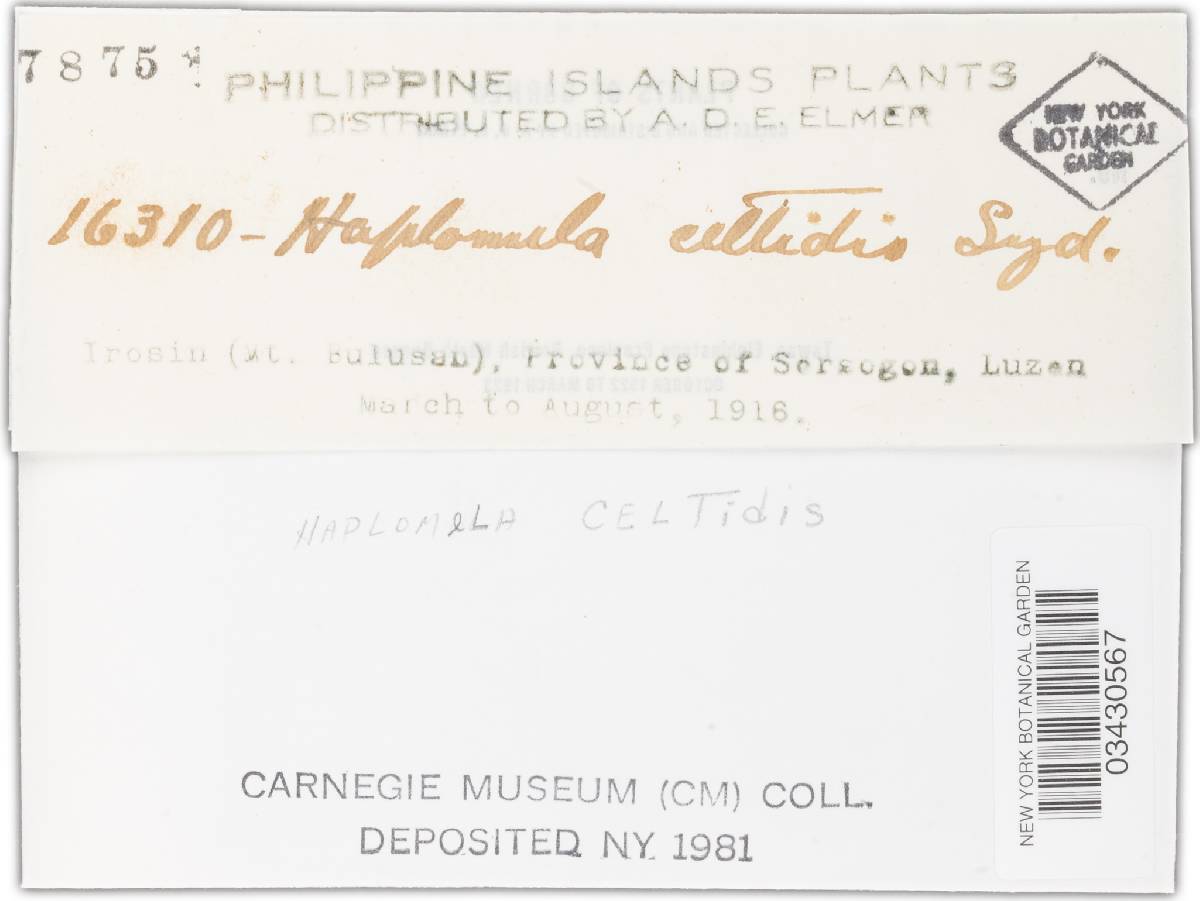 7875
PHILIPPINE ISLANDS PLANTS
DISTRIBUTED BY A. D. E. ELMER
NEW YORK
BOTANICAL
GARDEN
16310 - Haplomela celtidis Syd.
Irosin (Mt. Bulusan), Province of Sorsogon, Luzon
March to August, 1916.
HAPLOMELA CELTidis
NEW YORK BOTANICAL GARDEN
03430567
CARNEGIE MUSEUM (CM) COLL.
DEPOSITED NY 1981